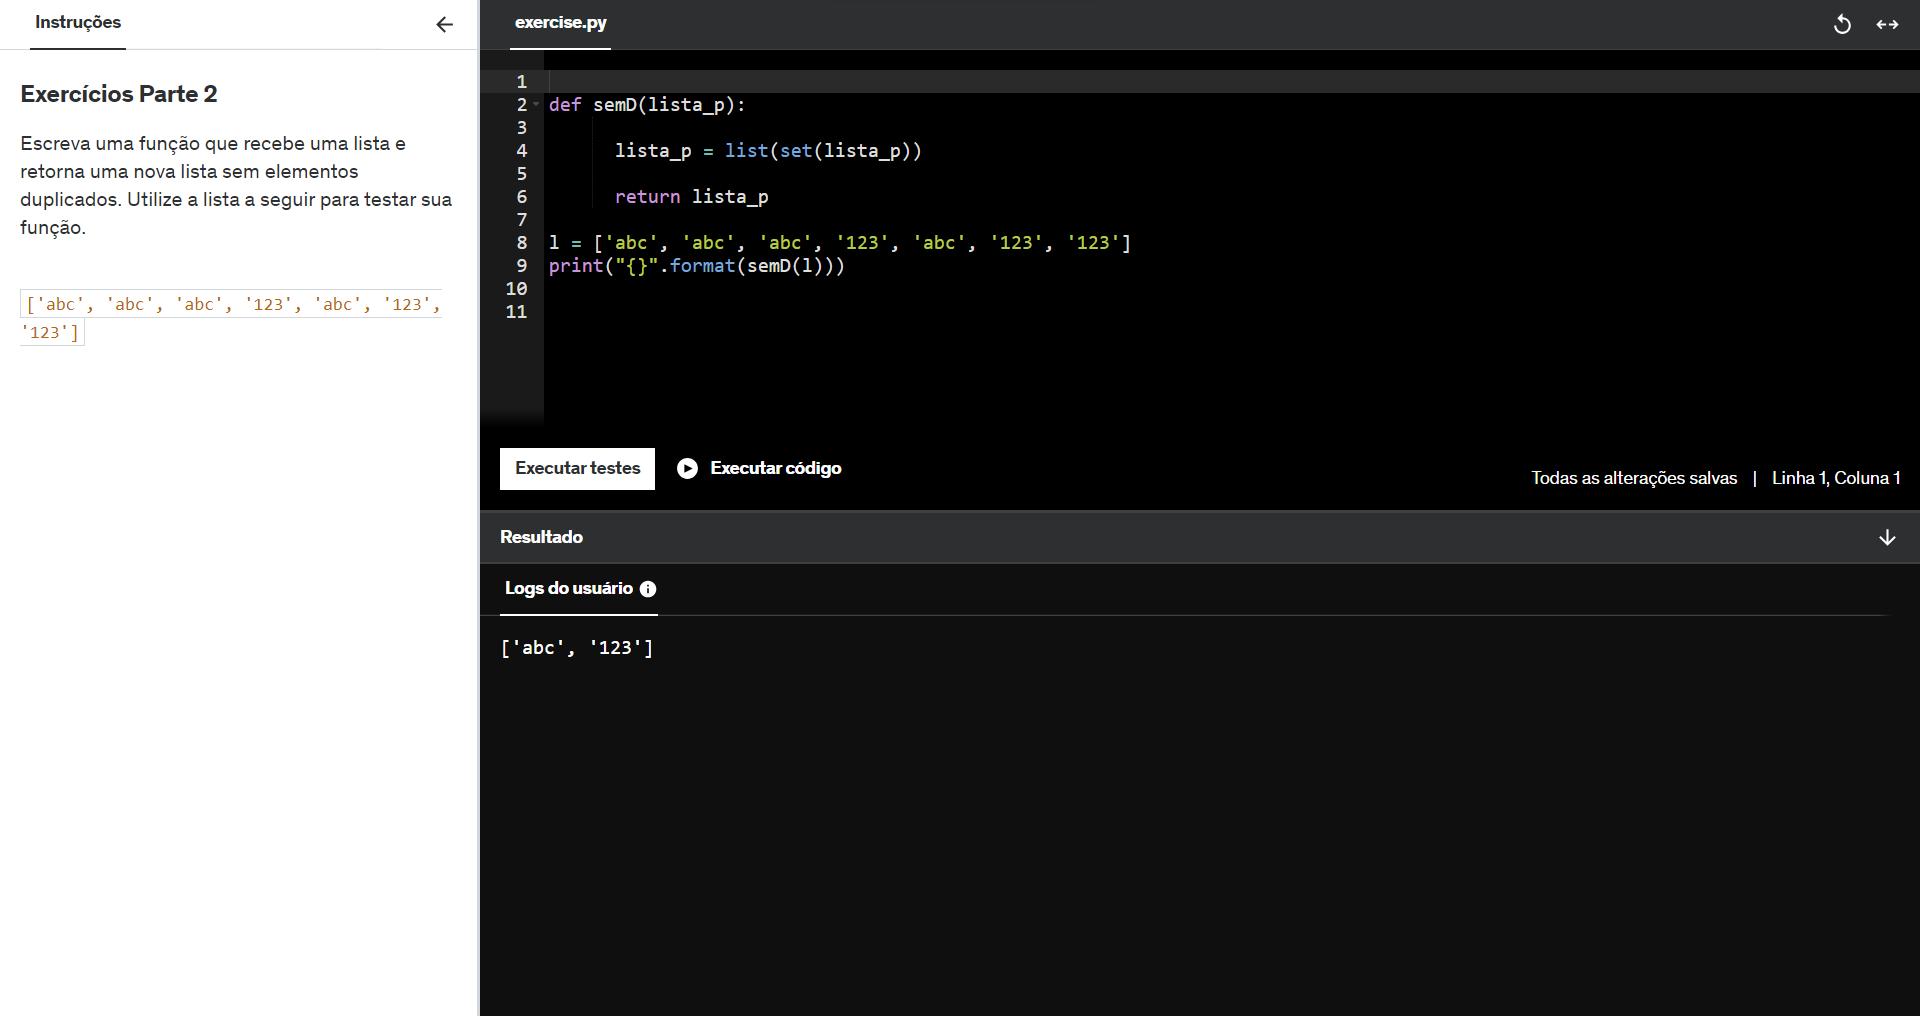 Instruções
Exercícios Parte 2
Escreva uma função que recebe uma lista e
retorna uma nova lista sem elementos
duplicados. Utilize a lista a seguir para testar sua
função.
['abc', 'abc', 'abc', '123', 'abc', '123',
'123']
exercise.py
1
2 def semD(lista_p):
3
4 lista_p = list(set(lista_p))
5
6 return lista_p
7
8 l = ['abc', 'abc', 'abc', '123', 'abc', '123', '123']
9 print("{}".format(semD(l)))
10
11
Executar testes Executar código
Todas as alterações salvas | Linha 1, Coluna 1
Resultado
Logs do usuário
['abc', '123']